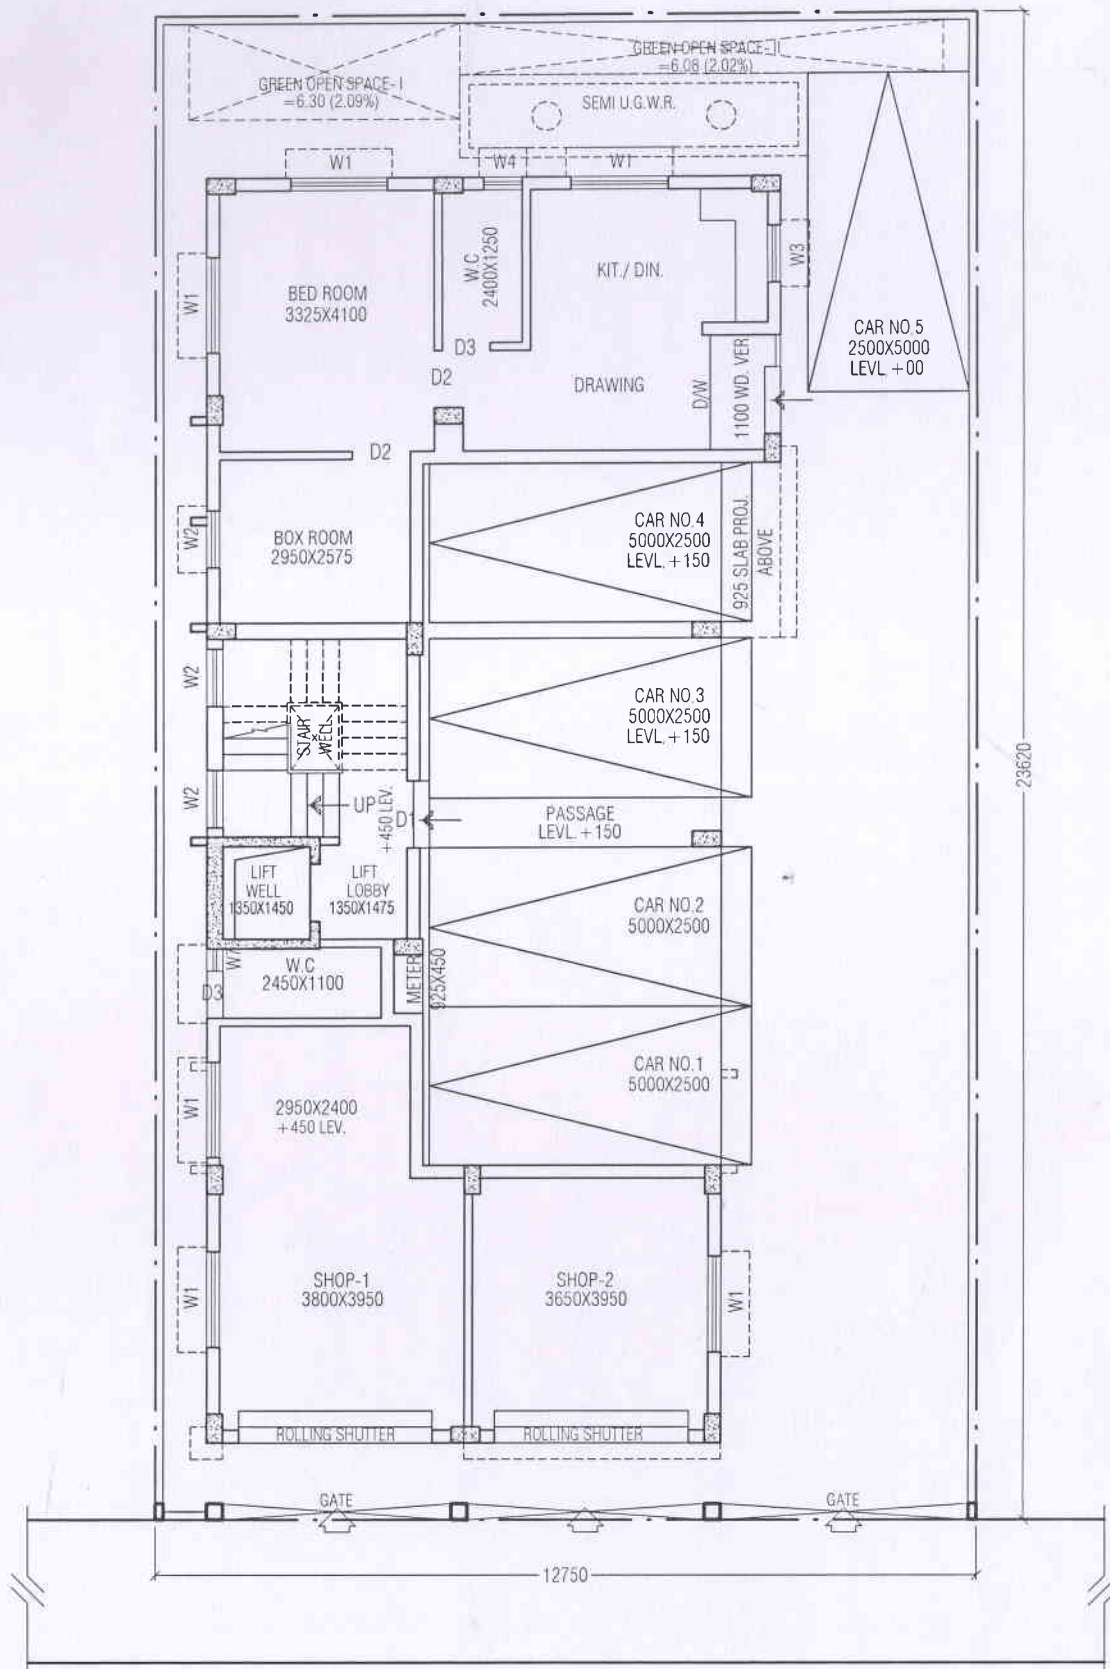 GREEN OPEN SPACE-II
=6.08 (2.02%)
GREEN OPEN SPACE-I
=6.30 (2.09%)
SEMI U.G.W.R.
W1
W4
W1
W.C
2400X1250
KIT./ DIN.
W3
BED ROOM
3325X4100
W1
CAR NO.5
2500X5000
LEVL +00
D3
D2
DRAWING
D/W
1100 WD. VER
D2
CAR NO.4
5000X2500
LEVL.+150
925 SLAB PROJ.
ABOVE
BOX ROOM
2950X2575
W2
W2
CAR NO.3
5000X2500
LEVL.+150
STAIR
WELL
23620
W2
UP
+450 LEV.
D1
PASSAGE
LEVL.+150
LIFT
WELL
1350X1450
LIFT
LOBBY
1350X1475
CAR NO.2
5000X2500
W.C
2450X1100
D3
METER
925X450
CAR NO.1
5000X2500
W1
2950X2400
+450 LEV.
SHOP-1
3800X3950
SHOP-2
3650X3950
W1
W1
ROLLING SHUTTER
ROLLING SHUTTER
GATE
GATE
12750